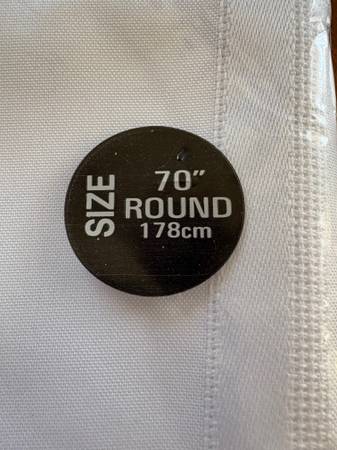 SIZE
70"
ROUND
178cm